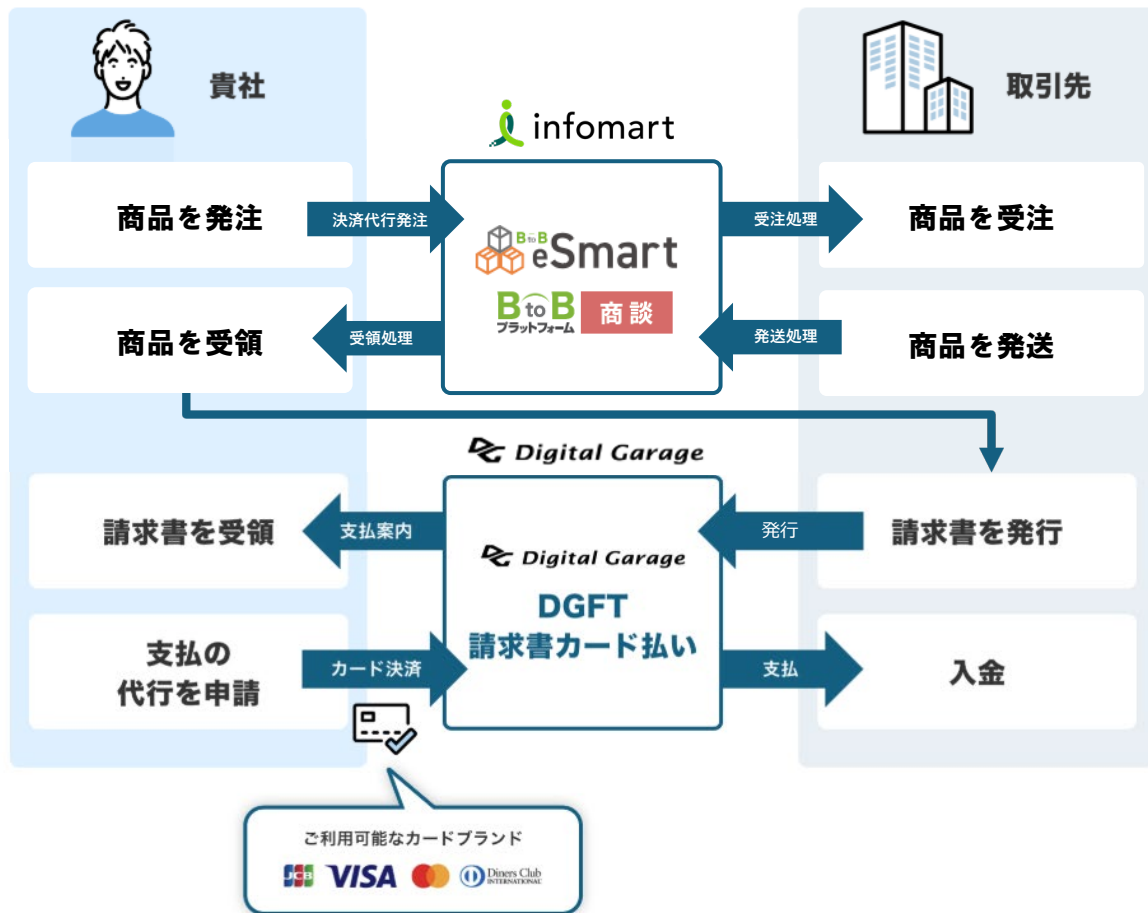 貴社
取引先
infomart
商品を発注
決済代行発注
BtoB
eSmart
受注処理
商品を受注
BtoB
プラットフォーム
商談
商品を受領
受領処理
発送処理
商品を発送
DG Digital Garage
請求書を受領
支払案内
DG Digital Garage
発行
請求書を発行
DGFT
請求書カード払い
支払の
代行を申請
カード決済
支払
入金
ご利用可能なカードブランド
JCB
VISA
Diners Club
INTERNATIONAL